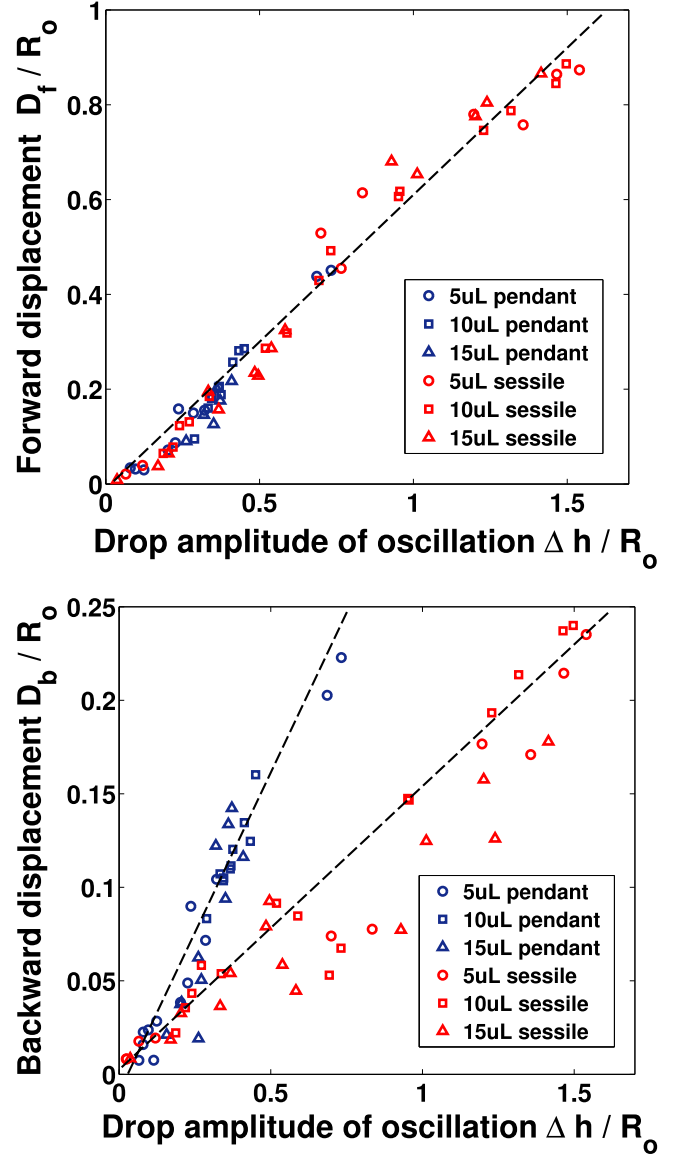 Forward displacement D_f / R_o
1
0.8
0.6
0.4
0.2
0
5uL pendant
10uL pendant
15uL pendant
5uL sessile
10uL sessile
15uL sessile
0 0.5 1 1.5
Drop amplitude of oscillation Δ h / R_o
Backward displacement D_b / R_o
0.25
0.2
0.15
0.1
0.05
0
5uL pendant
10uL pendant
15uL pendant
5uL sessile
10uL sessile
15uL sessile
0 0.5 1 1.5
Drop amplitude of oscillation Δ h / R_o